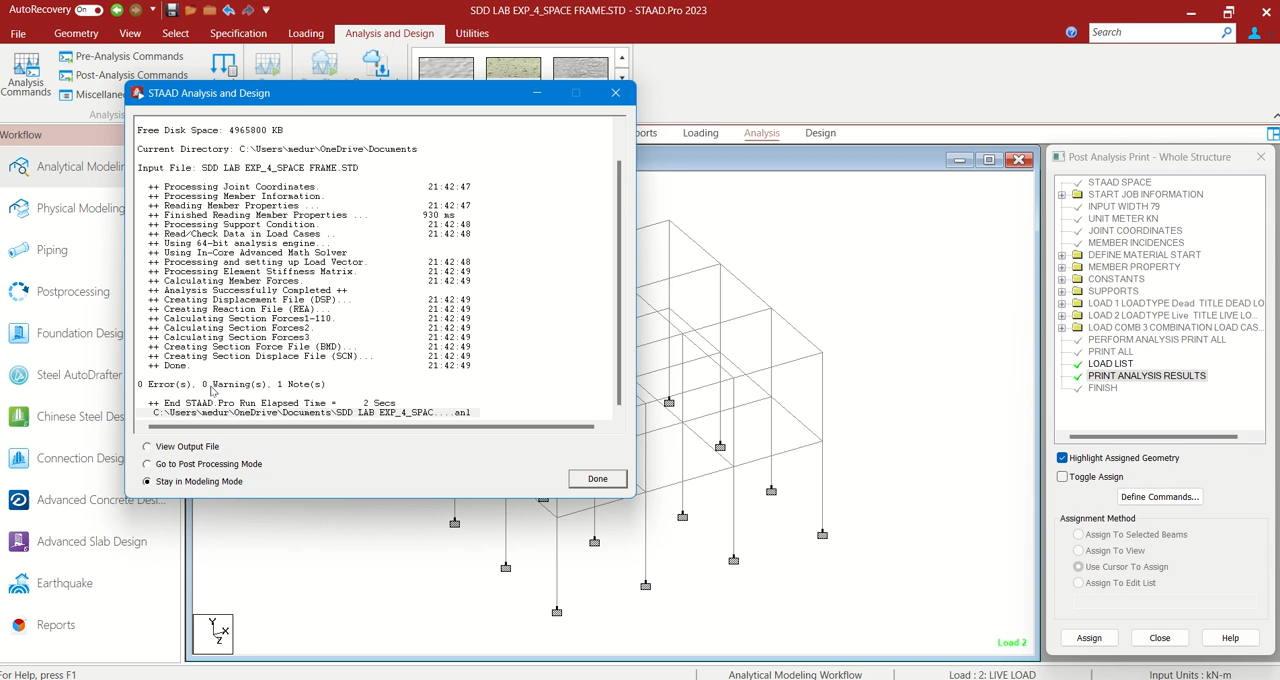 AutoRecovery On
SDD LAB EXP_4_SPACE FRAME.STD - STAAD.Pro 2023
File Geometry View Select Specification Loading Analysis and Design Utilities
Search
Analysis
Commands
Pre-Analysis Commands
Post-Analysis Commands
Miscellane
Analysis
STAAD Analysis and Design
Workflow
Loading Analysis Design
Analytical Modelin
Physical Modeling
Piping
Postprocessing
Foundation Desig
Steel AutoDrafter
Chinese Steel Des
Connection Desig
Advanced Concrete Desi...
Advanced Slab Design
Earthquake
Reports
Free Disk Space: 4965800 KB
Current Directory: C:\Users\medur\OneDrive\Documents
Input File: SDD LAB EXP_4_SPACE FRAME.STD
++ Processing Joint Coordinates. 21:42:47
++ Processing Member Information.
++ Reading Member Properties ... 21:42:47
++ Finished Reading Member Properties ... 930 ms
++ Processing Support Condition. 21:42:48
++ Read/Check Data in Load Cases .. 21:42:48
++ Using 64-bit analysis engine...
++ Using In-Core Advanced Math Solver
++ Processing and setting up Load Vector. 21:42:48
++ Processing Element Stiffness Matrix. 21:42:49
++ Calculating Member Forces. 21:42:49
++ Analysis Successfully Completed ++
++ Creating Displacement File (DSP)... 21:42:49
++ Creating Reaction File (REA)... 21:42:49
++ Calculating Section Forces1-110. 21:42:49
++ Calculating Section Forces2. 21:42:49
++ Calculating Section Forces3 21:42:49
++ Creating Section Force File (BMD)... 21:42:49
++ Creating Section Displace File (SCN)... 21:42:49
++ Done. 21:42:49
0 Error(s), 0 Warning(s), 1 Note(s)
++ End STAAD.Pro Run Elapsed Time = 2 Secs
C:\Users\medur\OneDrive\Documents\SDD LAB EXP_4_SPAC....anl
View Output File
Go to Post Processing Mode
Stay in Modeling Mode
Done
Y
X
Z
Load 2
Post Analysis Print - Whole Structure
STAAD SPACE
START JOB INFORMATION
INPUT WIDTH 79
UNIT METER KN
JOINT COORDINATES
MEMBER INCIDENCES
DEFINE MATERIAL START
MEMBER PROPERTY
CONSTANTS
SUPPORTS
LOAD 1 LOADTYPE Dead TITLE DEAD LO
LOAD 2 LOADTYPE Live TITLE LIVE LO...
LOAD COMB 3 COMBINATION LOAD CAS...
PERFORM ANALYSIS PRINT ALL
PRINT ALL
LOAD LIST
PRINT ANALYSIS RESULTS
FINISH
Highlight Assigned Geometry
Toggle Assign
Define Commands...
Assignment Method
Assign To Selected Beams
Assign To View
Use Cursor To Assign
Assign To Edit List
Assign Close Help
For Help, press F1
Analytical Modeling Workflow
Load : 2: LIVE LOAD
Input Units : kN-m